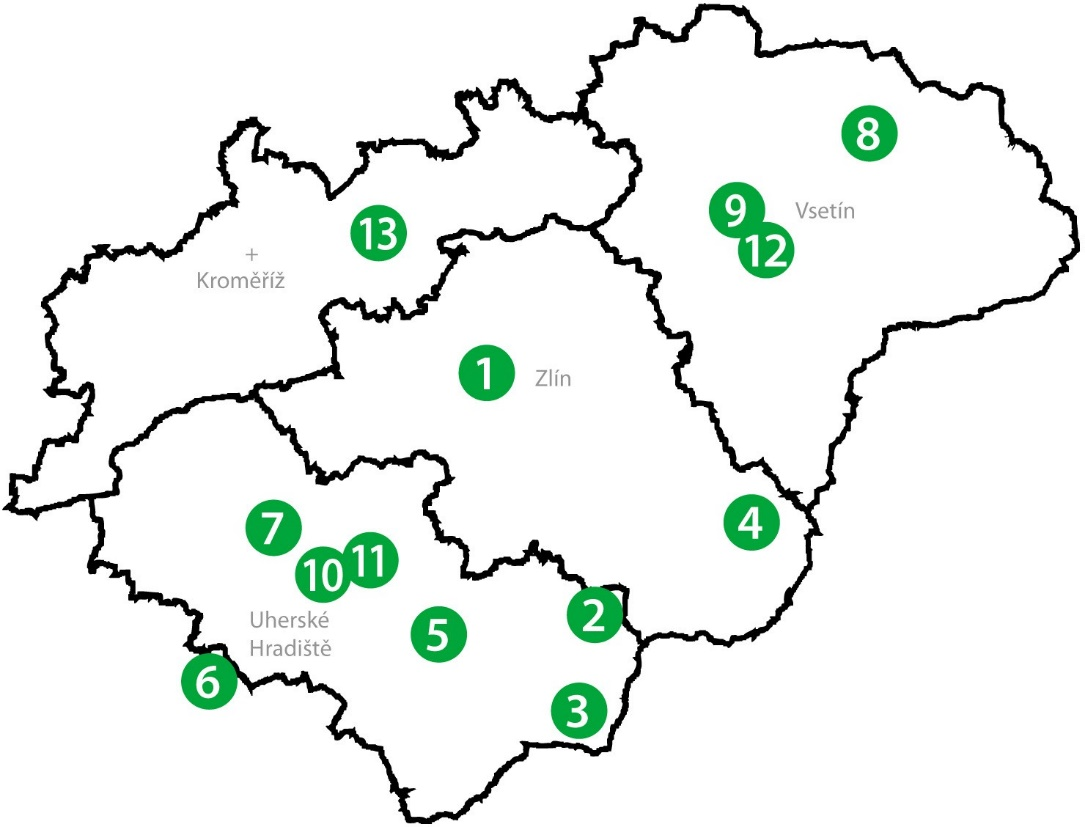 8
9
Vsetín
13
12
+
Kroměříž
1
Zlín
4
7
11
10
2
Uherské
Hradiště
5
6
3